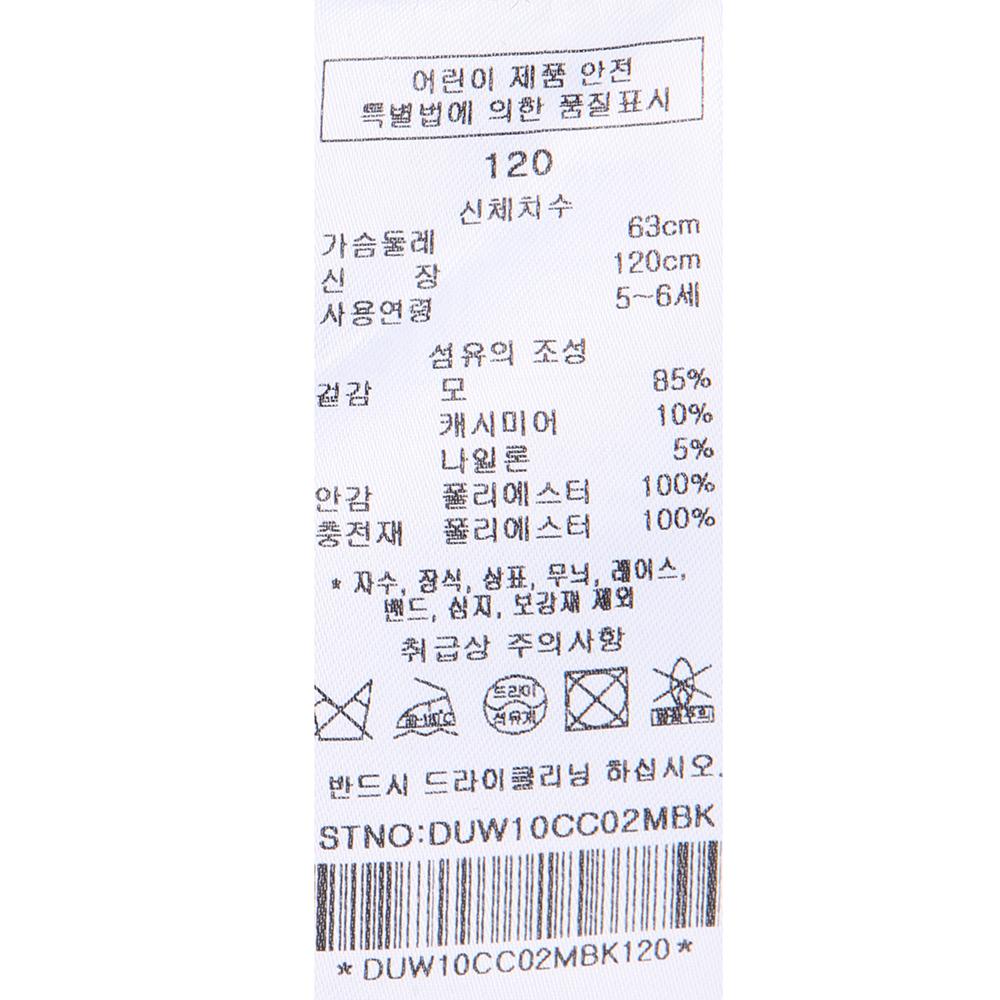 어린이 제품 안전
특별법에 의한 품질표시
120
신체치수
가슴둘레 63cm
신 장 120cm
사용연령 5~6세
섬유의 조성
겉감 모 85%
캐시미어 10%
나일론 5%
안감 폴리에스터 100%
충전재 폴리에스터 100%
* 자수, 장식, 상표, 무늬, 레이스,
밴드, 심지, 보강재 제외
취급상 주의사항
드라이
석유계
반드시 드라이클리닝 하십시오.
STNO:DUW10CC02MBK
*DUW10CC02MBK120*